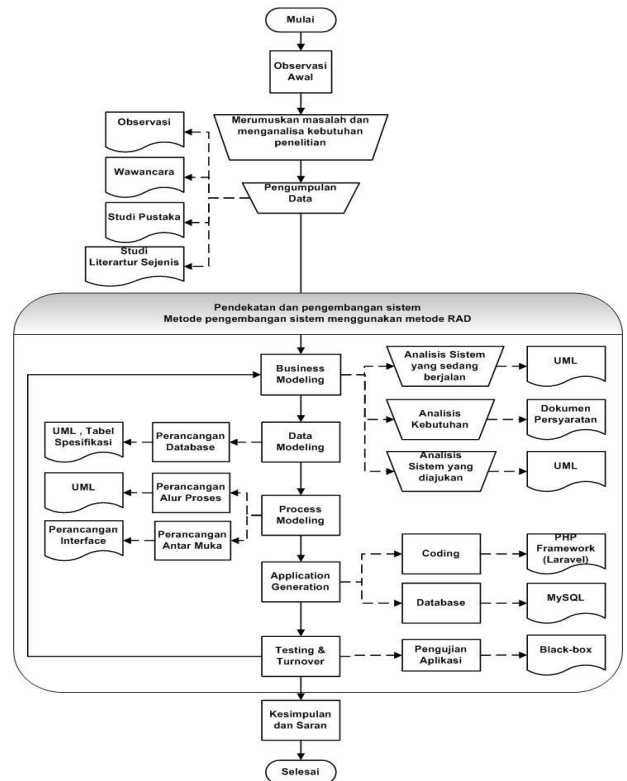 Mulai
Observasi
Awal
Merumuskan masalah dan
menganalisa kebutuhan
penelitian
Observasi
Wawancara
Pengumpulan
Data
Studi Pustaka
Studi
Literartur Sejenis
Pendekatan dan pengembangan sistem
Metode pengembangan sistem menggunakan metode RAD
Business
Modeling
Analisis Sistem
yang sedang
berjalan
UML
Analisis
Kebutuhan
Dokumen
Persyaratan
Analisis
Sistem yang
diajukan
UML
UML , Tabel
Spesifikasi
Perancangan
Database
Data
Modeling
UML
Perancangan
Alur Proses
Process
Modeling
Perancangan
Interface
Perancangan
Antar Muka
Application
Generation
Coding
PHP
Framework
(Laravel)
Database
MySQL
Testing &
Turnover
Pengujian
Aplikasi
Black-box
Kesimpulan
dan Saran
Selesai